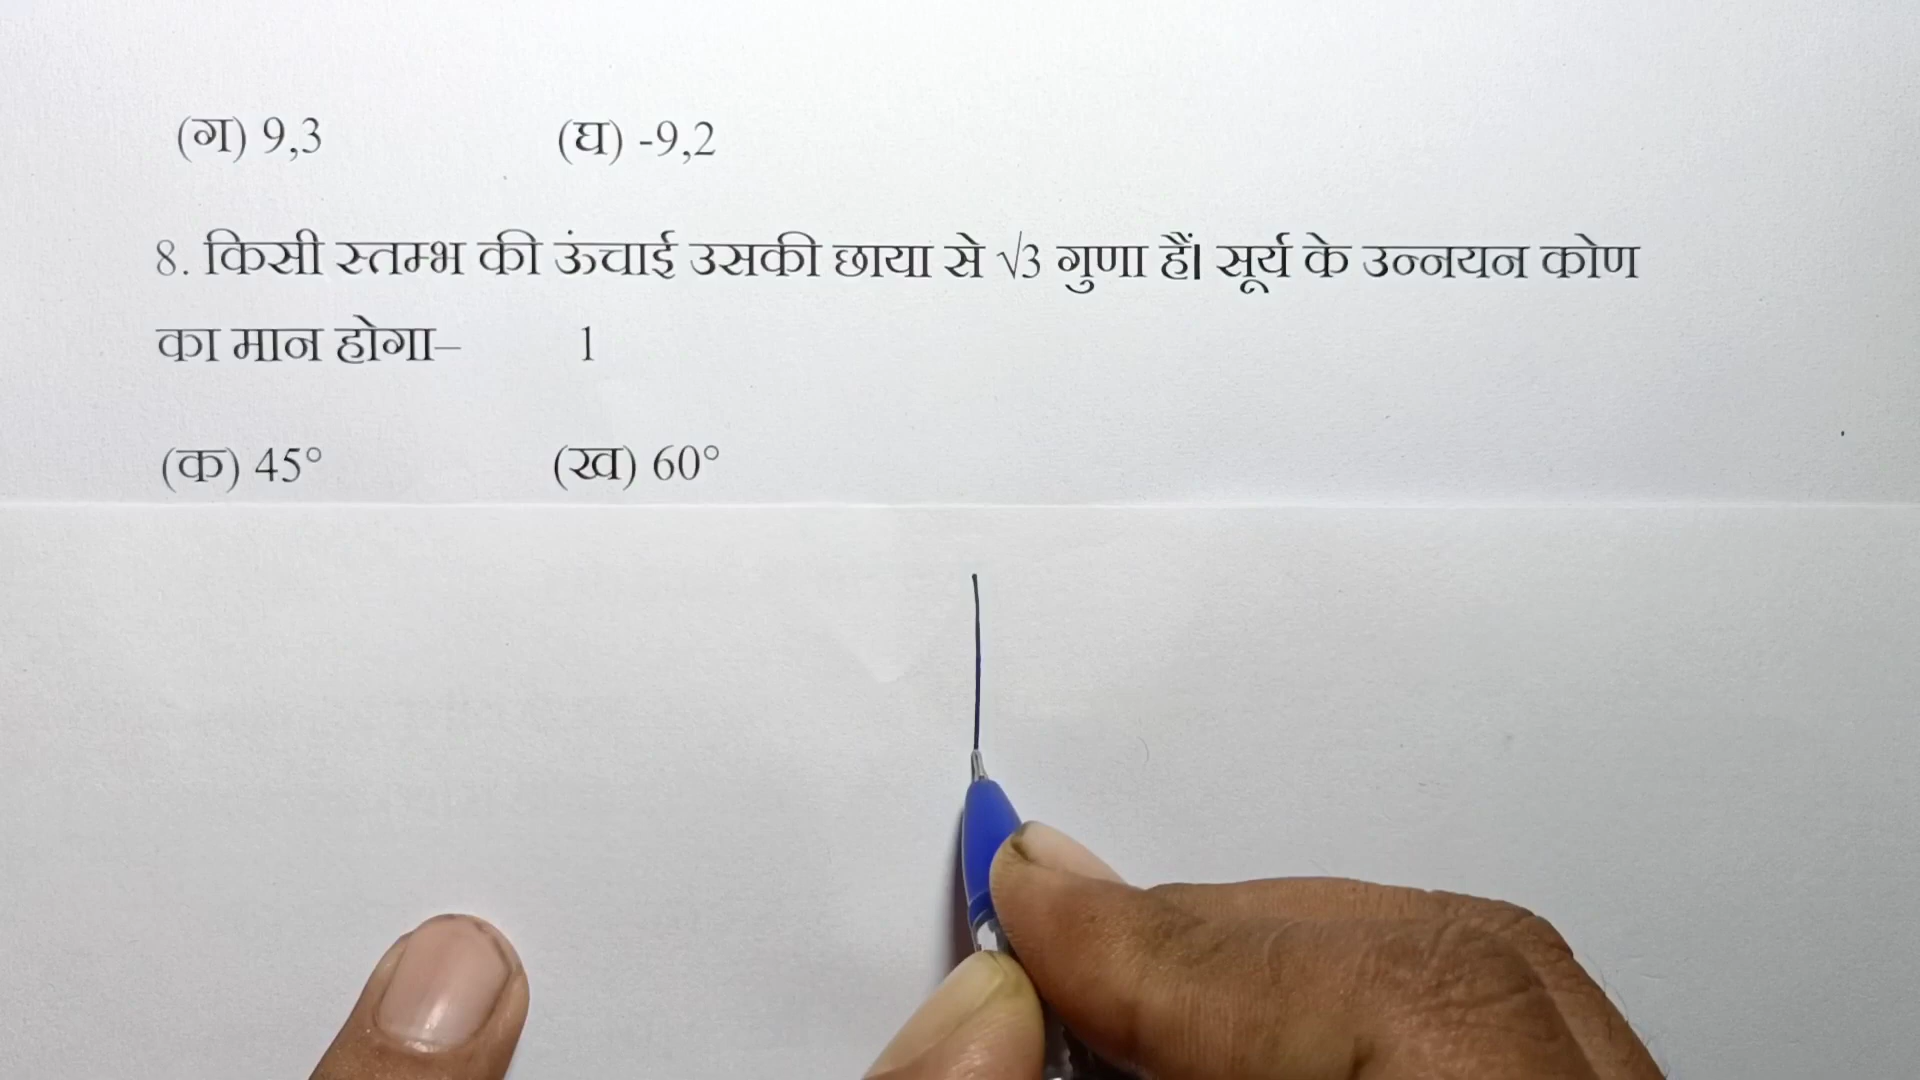 (ग) 9,3 (घ) -9,2
8. किसी स्तम्भ की ऊंचाई उसकी छाया से √3 गुणा हैं। सूर्य के उन्नयन कोण
का मान होगा– 1
(क) 45° (ख) 60°